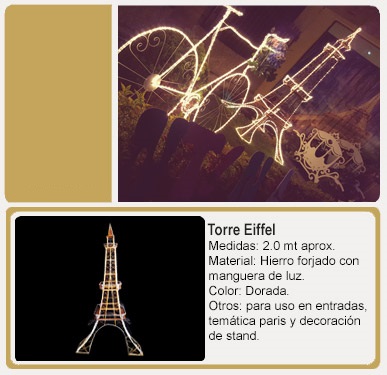 Torre Eiffel
Medidas: 2.0 mt aprox.
Material: Hierro forjado con
manguera de luz.
Color: Dorada.
Otros: para uso en entradas,
temática paris y decoración
de stand.